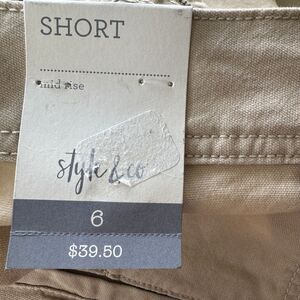 SHORT
mid rise
style & co
6
$39.50